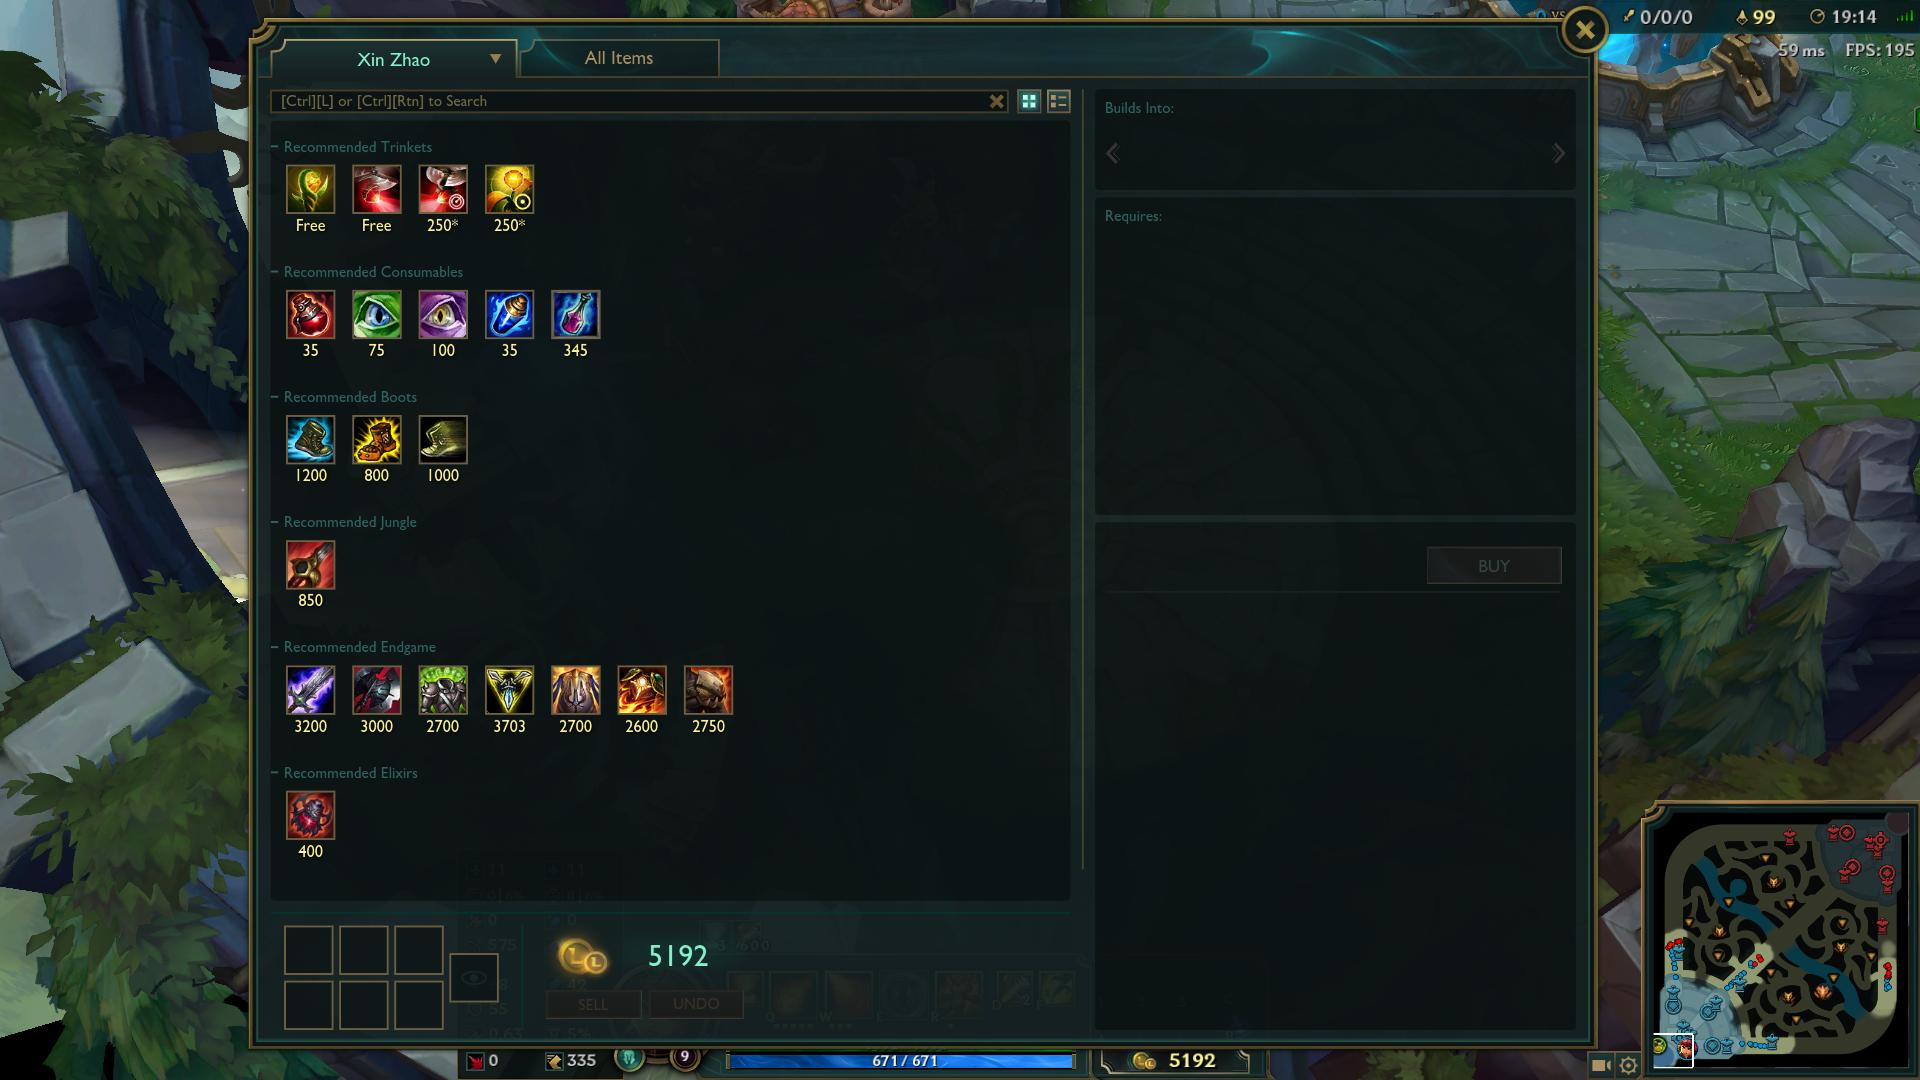 Xin Zhao
All Items
VS
0/0/0
99
19:14
59 ms
FPS: 195
[Ctrl][L] or [Ctrl][Rtn] to Search
Builds Into:
Recommended Trinkets
Free
Free
250*
250*
Requires:
Recommended Consumables
35
75
100
35
345
Recommended Boots
1200
800
1000
Recommended Jungle
850
BUY
Recommended Endgame
3200
3000
2700
3703
2700
2600
2750
Recommended Elixirs
400
5192
SELL
UNDO
0
335
9
671 / 671
5192